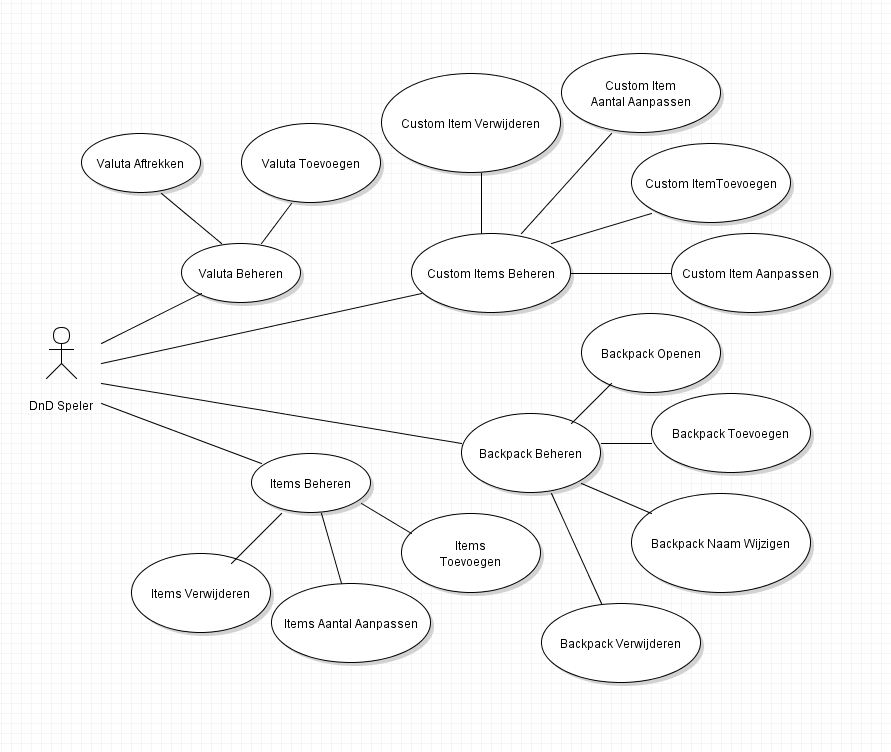 Custom Item
Aantal Aanpassen
Custom Item Verwijderen
Valuta Aftrekken
Valuta Toevoegen
Custom ItemToevoegen
Valuta Beheren
Custom Items Beheren
Custom Item Aanpassen
Backpack Openen
DnD Speler
Backpack Toevoegen
Backpack Beheren
Items Beheren
Items
Toevoegen
Backpack Naam Wijzigen
Items Verwijderen
Items Aantal Aanpassen
Backpack Verwijderen